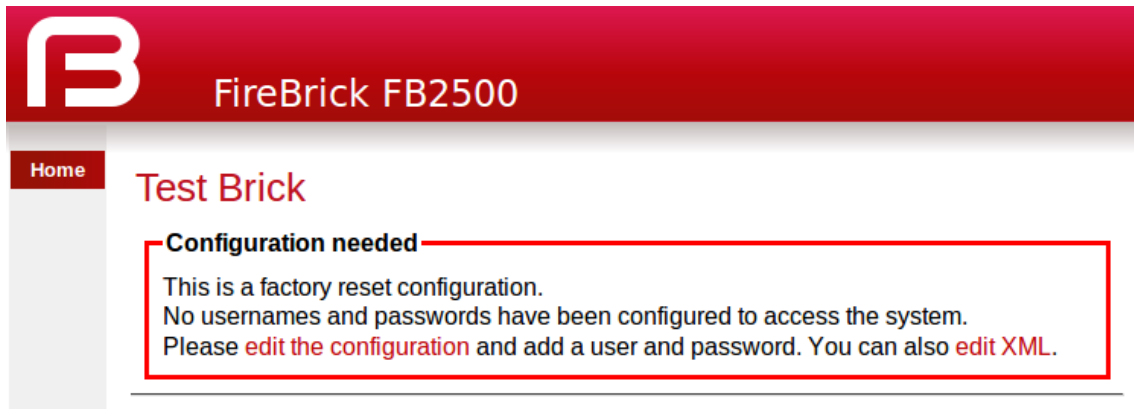 FireBrick FB2500
Home
Test Brick
Configuration needed
This is a factory reset configuration.
No usernames and passwords have been configured to access the system.
Please edit the configuration and add a user and password. You can also edit XML.